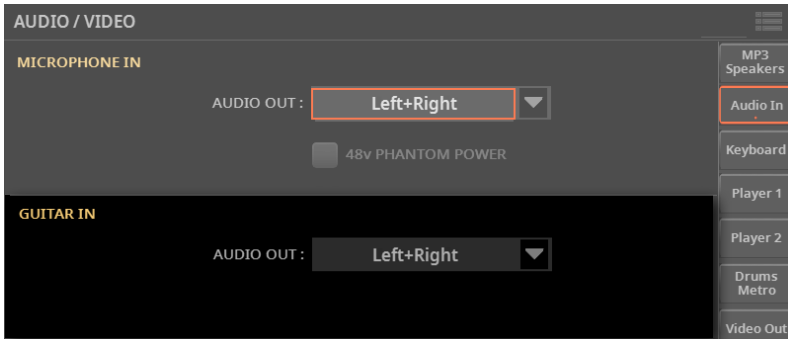 AUDIO / VIDEO
MICROPHONE IN
AUDIO OUT :
Left+Right
48v PHANTOM POWER
GUITAR IN
AUDIO OUT :
Left+Right
MP3
Speakers
Audio In
Keyboard
Player 1
Player 2
Drums
Metro
Video Out